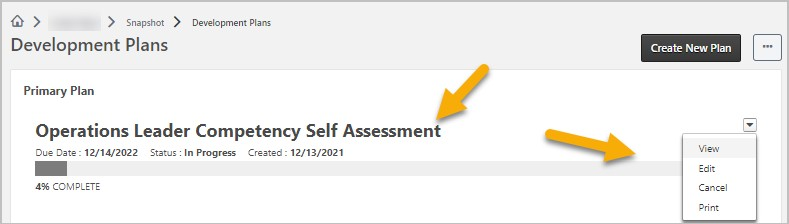 Snapshot Development Plans
Development Plans
Create New Plan
Primary Plan
Operations Leader Competency Self Assessment
Due Date : 12/14/2022 Status : In Progress Created : 12/13/2021
4% COMPLETE
View
Edit
Cancel
Print